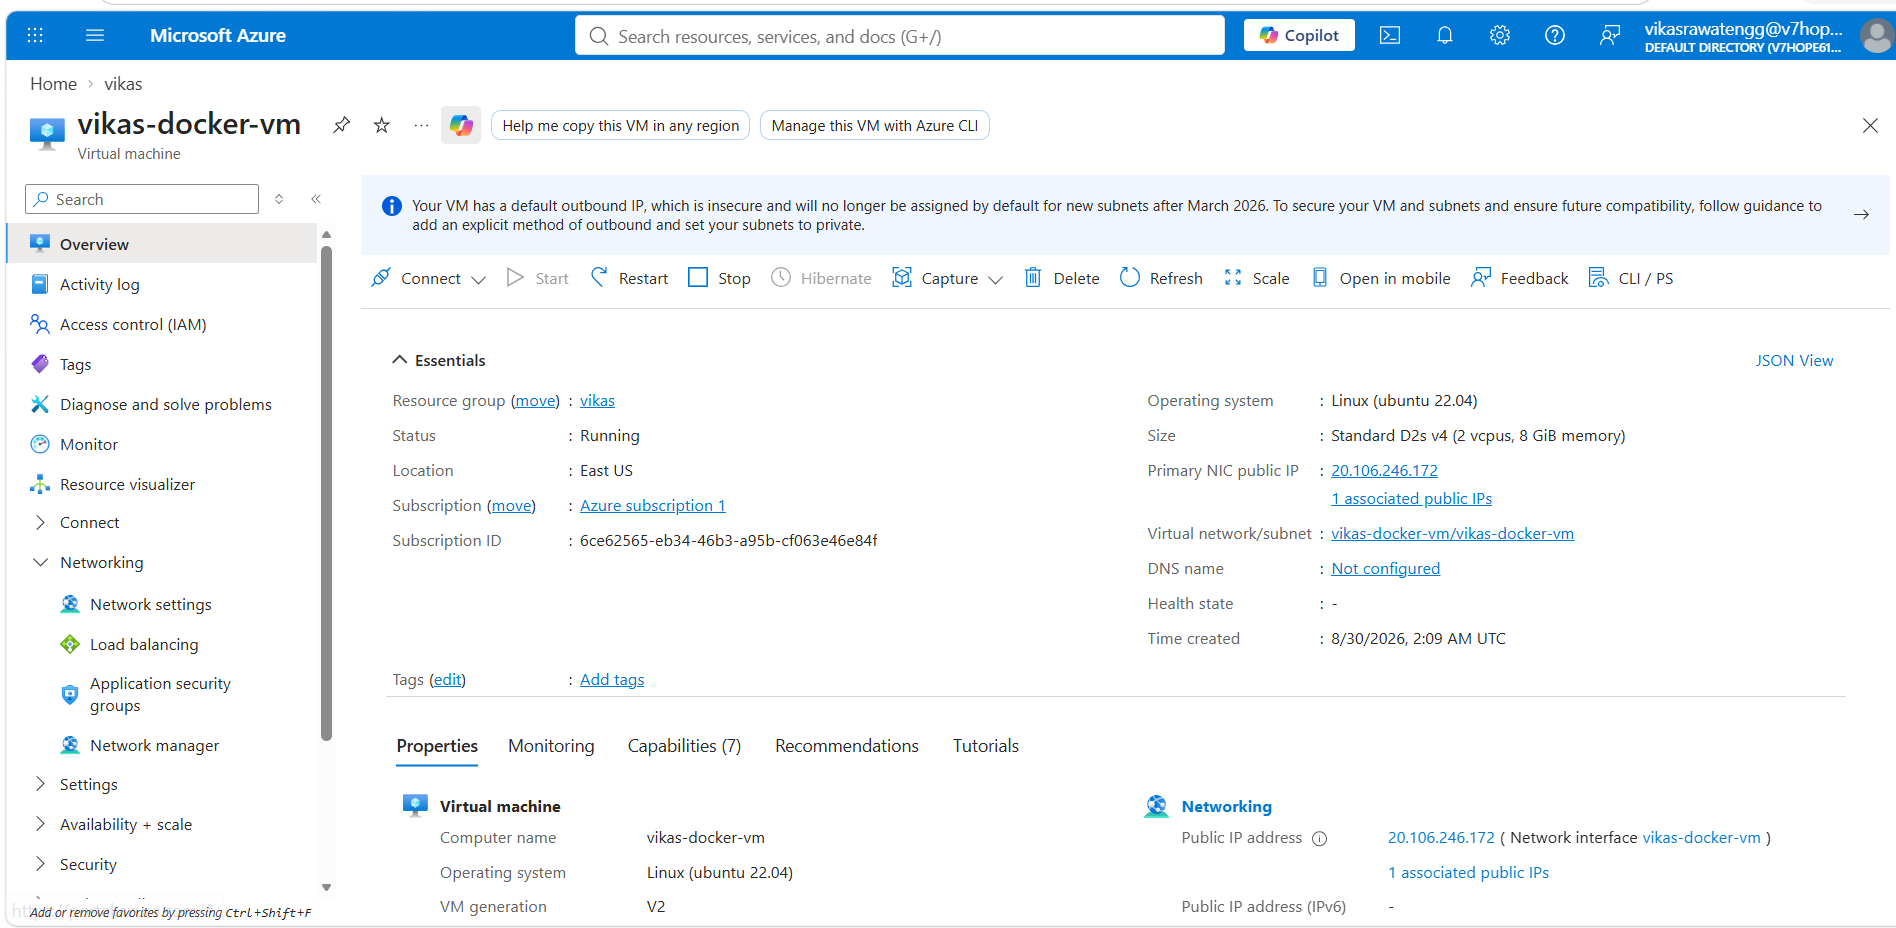 Microsoft Azure
Search resources, services, and docs (G+/)
Copilot
vikasrawatengg@v7hop...
DEFAULT DIRECTORY (V7HOPE61...
Home > vikas
vikas-docker-vm
Virtual machine
Help me copy this VM in any region
Manage this VM with Azure CLI
Search
Overview
Activity log
Access control (IAM)
Tags
Diagnose and solve problems
Monitor
Resource visualizer
Connect
Networking
Network settings
Load balancing
Application security
groups
Network manager
Settings
Availability + scale
Security
Add or remove favorites by pressing Ctrl+Shift+F
Your VM has a default outbound IP, which is insecure and will no longer be assigned by default for new subnets after March 2026. To secure your VM and subnets and ensure future compatibility, follow guidance to
add an explicit method of outbound and set your subnets to private.
Connect Start Restart Stop Hibernate Capture Delete Refresh Scale Open in mobile Feedback CLI / PS
Essentials
JSON View
Resource group (move) : vikas
Status : Running
Location : East US
Subscription (move) : Azure subscription 1
Subscription ID : 6ce62565-eb34-46b3-a95b-cf063e46e84f
Operating system : Linux (ubuntu 22.04)
Size : Standard D2s v4 (2 vcpus, 8 GiB memory)
Primary NIC public IP : 20.106.246.172
1 associated public IPs
Virtual network/subnet : vikas-docker-vm/vikas-docker-vm
DNS name : Not configured
Health state : -
Time created : 8/30/2026, 2:09 AM UTC
Tags (edit) : Add tags
Properties Monitoring Capabilities (7) Recommendations Tutorials
Virtual machine
Computer name vikas-docker-vm
Operating system Linux (ubuntu 22.04)
VM generation V2
Networking
Public IP address 20.106.246.172 ( Network interface vikas-docker-vm )
1 associated public IPs
Public IP address (IPv6) -